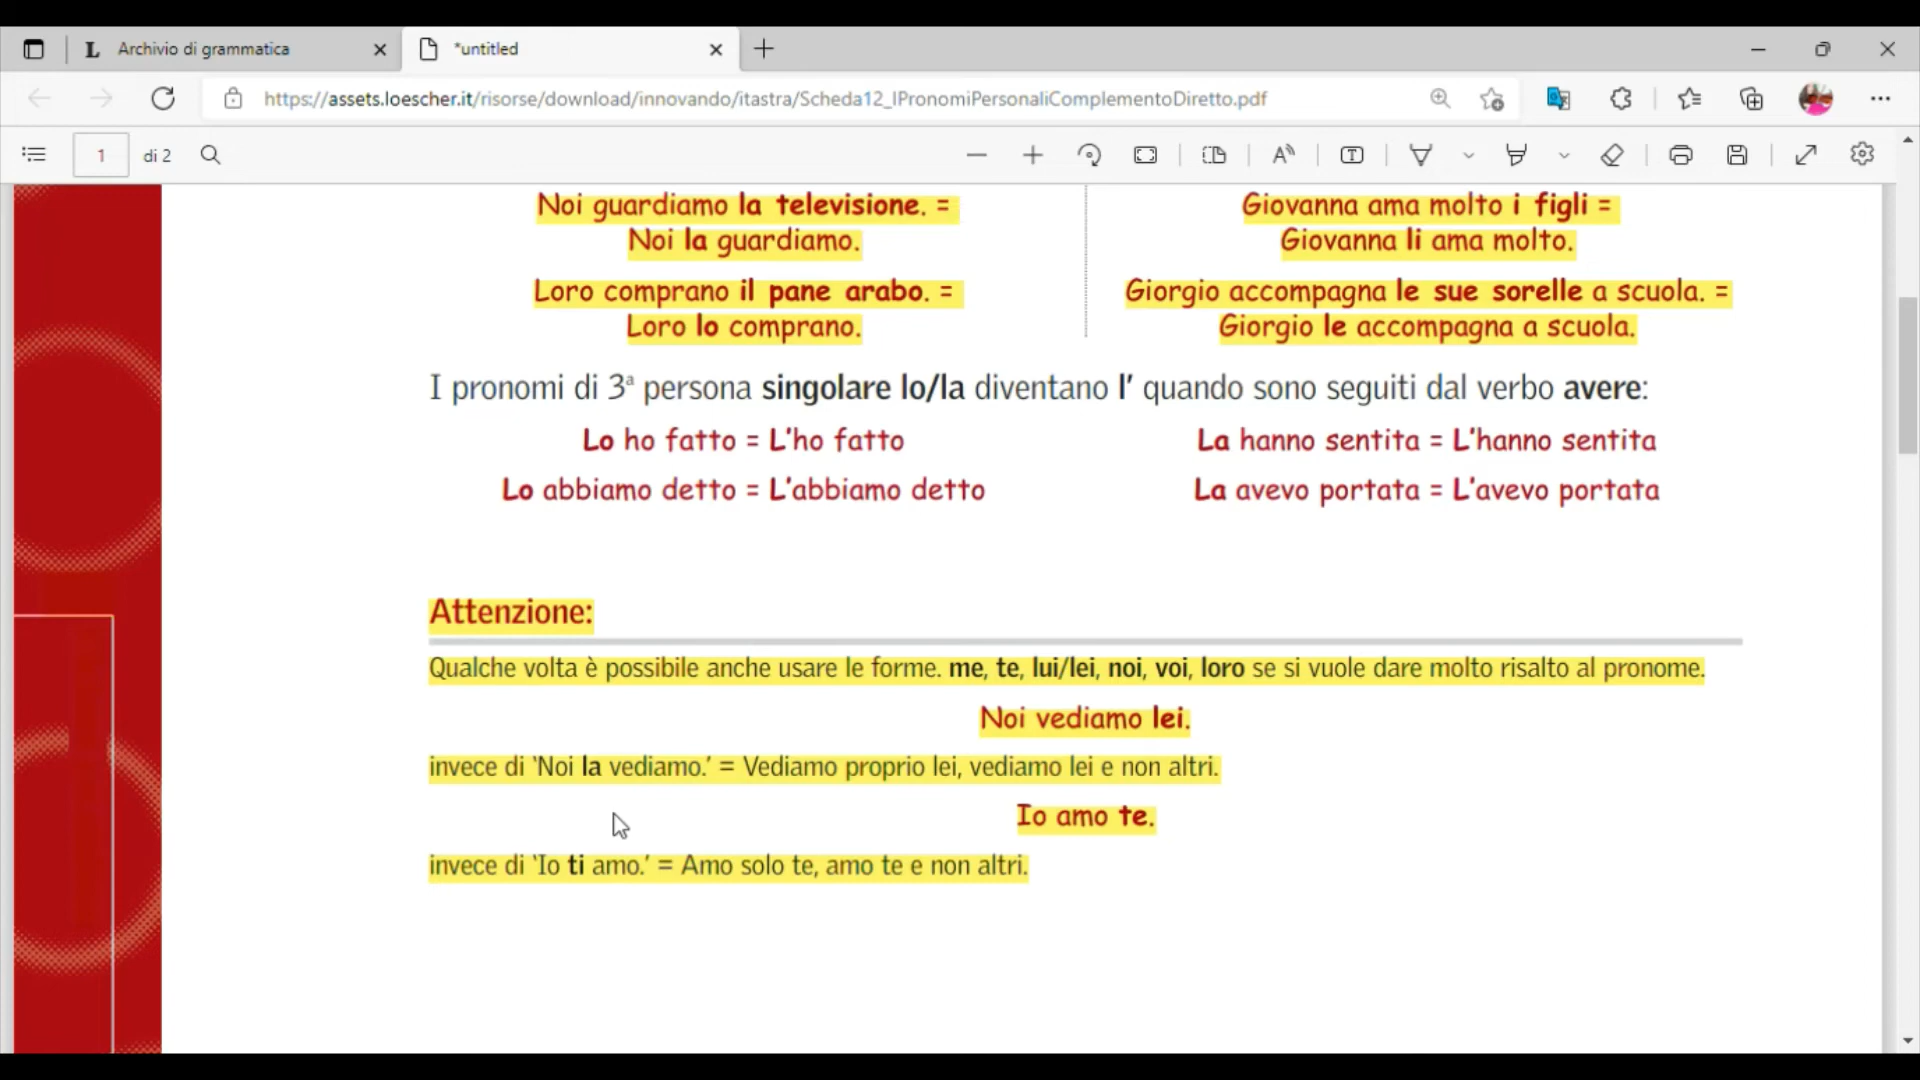 Archivio di grammatica
*untitled
https://assets.loescher.it/risorse/download/innovando/itastra/Scheda12_IPronomiPersonaliComplementoDiretto.pdf
1 di 2
Noi guardiamo la televisione. =
Noi la guardiamo.
Loro comprano il pane arabo. =
Loro lo comprano.
Giovanna ama molto i figli =
Giovanna li ama molto.
Giorgio accompagna le sue sorelle a scuola. =
Giorgio le accompagna a scuola.
I pronomi di 3ª persona singolare lo/la diventano l' quando sono seguiti dal verbo avere:
Lo ho fatto = L'ho fatto
Lo abbiamo detto = L'abbiamo detto
La hanno sentita = L'hanno sentita
La avevo portata = L'avevo portata
Attenzione:
Qualche volta è possibile anche usare le forme. me, te, lui/lei, noi, voi, loro se si vuole dare molto risalto al pronome.
Noi vediamo lei.
invece di 'Noi la vediamo.' = Vediamo proprio lei, vediamo lei e non altri.
Io amo te.
invece di 'Io ti amo.' = Amo solo te, amo te e non altri.